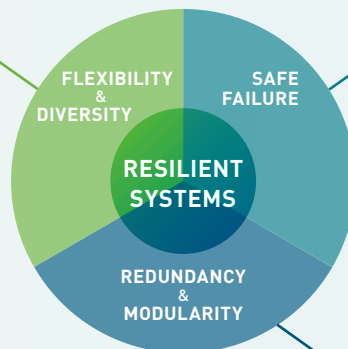 FLEXIBILITY
&
DIVERSITY
SAFE
FAILURE
RESILIENT
SYSTEMS
REDUNDANCY
&
MODULARITY